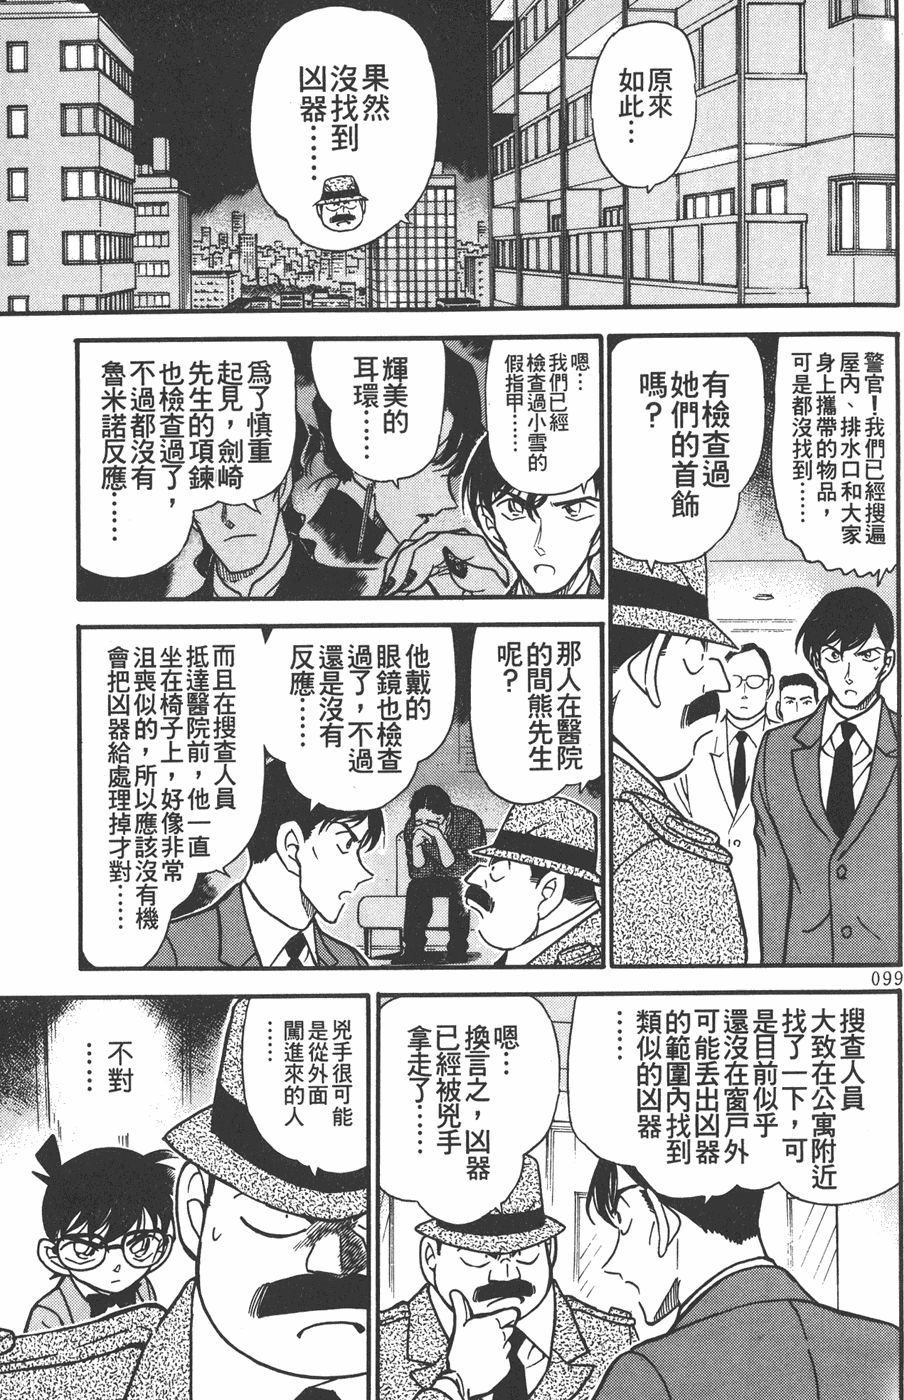 原來
如此…
果然
沒找到
凶器……
警官！我們已經搜遍
屋內、排水口和大家
身上攜帶的物品，
可是都沒找到…
有檢查過
她們的首飾
嗎？
嗯…
我們已經
檢查過小雪的
假指甲……
輝美的
耳環……
為了慎重
起見，劍崎
先生的項鍊
也檢查過了，
不過都沒有
魯米諾反應…
那人在醫院
的間熊先生
呢？
他戴的
眼鏡也檢查
過了，不過
還是沒有
反應……
而且在搜查人員
抵達醫院前，他一直
坐在椅子上，好像非常
沮喪似的，所以應該沒有機
會把凶器給處理掉才對……
099
搜查人員
大致在公寓附近
找了一下，可
是目前似乎
還沒在窗戶外
可能丟出凶器
的範圍內找到
類似的凶器
……
嗯…
換言之，凶器
已經被兇手
拿走了……
兇手很可能
是從外面
闖進來的人
……
不對
……